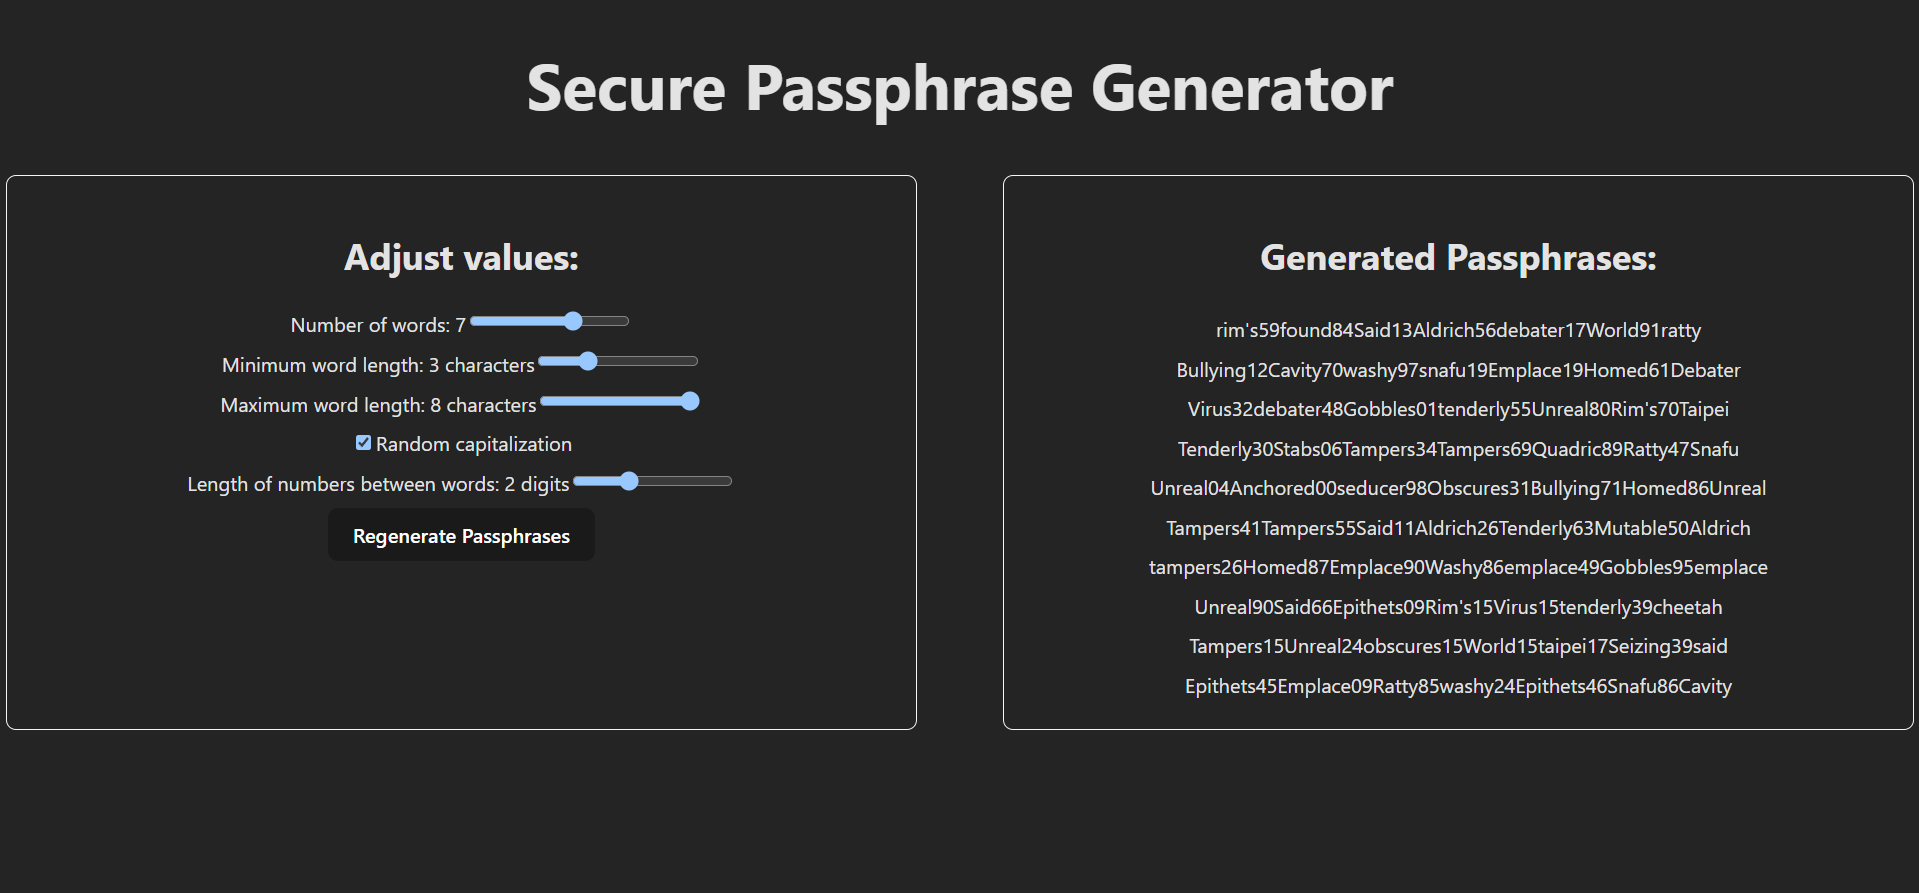 Secure Passphrase Generator
Adjust values:
Number of words: 7
Minimum word length: 3 characters
Maximum word length: 8 characters
Random capitalization
Length of numbers between words: 2 digits
Regenerate Passphrases
Generated Passphrases:
rim's59found84Said13Aldrich56debater17World91ratty
Bullying12Cavity70washy97snafu19Emplace19Homed61Debater
Virus32debater48Gobbles01tenderly55Unreal80Rim's70Taipei
Tenderly30Stabs06Tampers34Tampers69Quadric89Ratty47Snafu
Unreal04Anchored00seducer98Obscures31Bullying71Homed86Unreal
Tampers41Tampers55Said11Aldrich26Tenderly63Mutable50Aldrich
tampers26Homed87Emplace90Washy86emplace49Gobbles95emplace
Unreal90Said66Epithets09Rim's15Virus15tenderly39cheetah
Tampers15Unreal24obscures15World15taipei17Seizing39said
Epithets45Emplace09Ratty85washy24Epithets46Snafu86Cavity